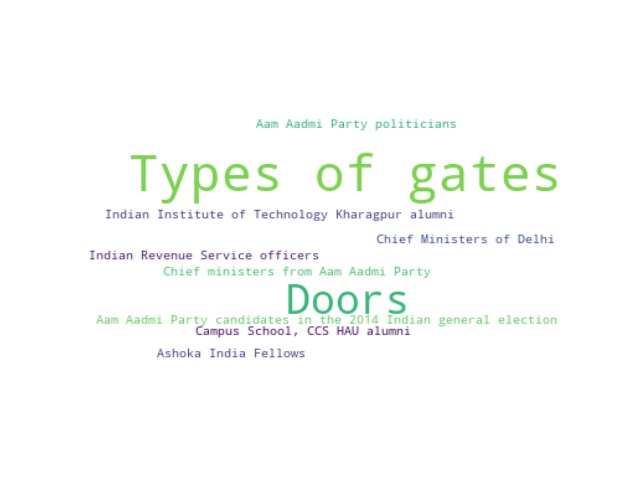 Aam Aadmi Party politicians
Types of gates
Indian Institute of Technology Kharagpur alumni
Chief Ministers of Delhi
Indian Revenue Service officers
Chief ministers from Aam Aadmi Party
Doors
Aam Aadmi Party candidates in the 2014 Indian general election
Campus School, CCS HAU alumni
Ashoka India Fellows